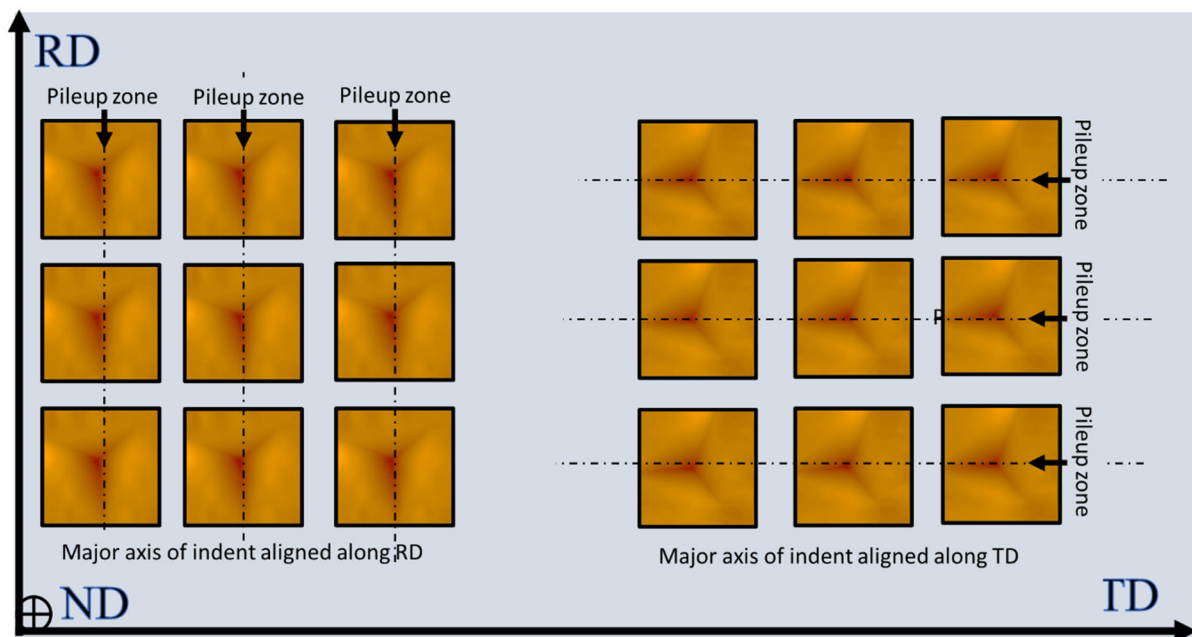 RD
Pileup zone
Pileup zone
Pileup zone
Pileup zone
Pileup zone
P
Pileup zone
Major axis of indent aligned along RD
Major axis of indent aligned along TD
ND
TD